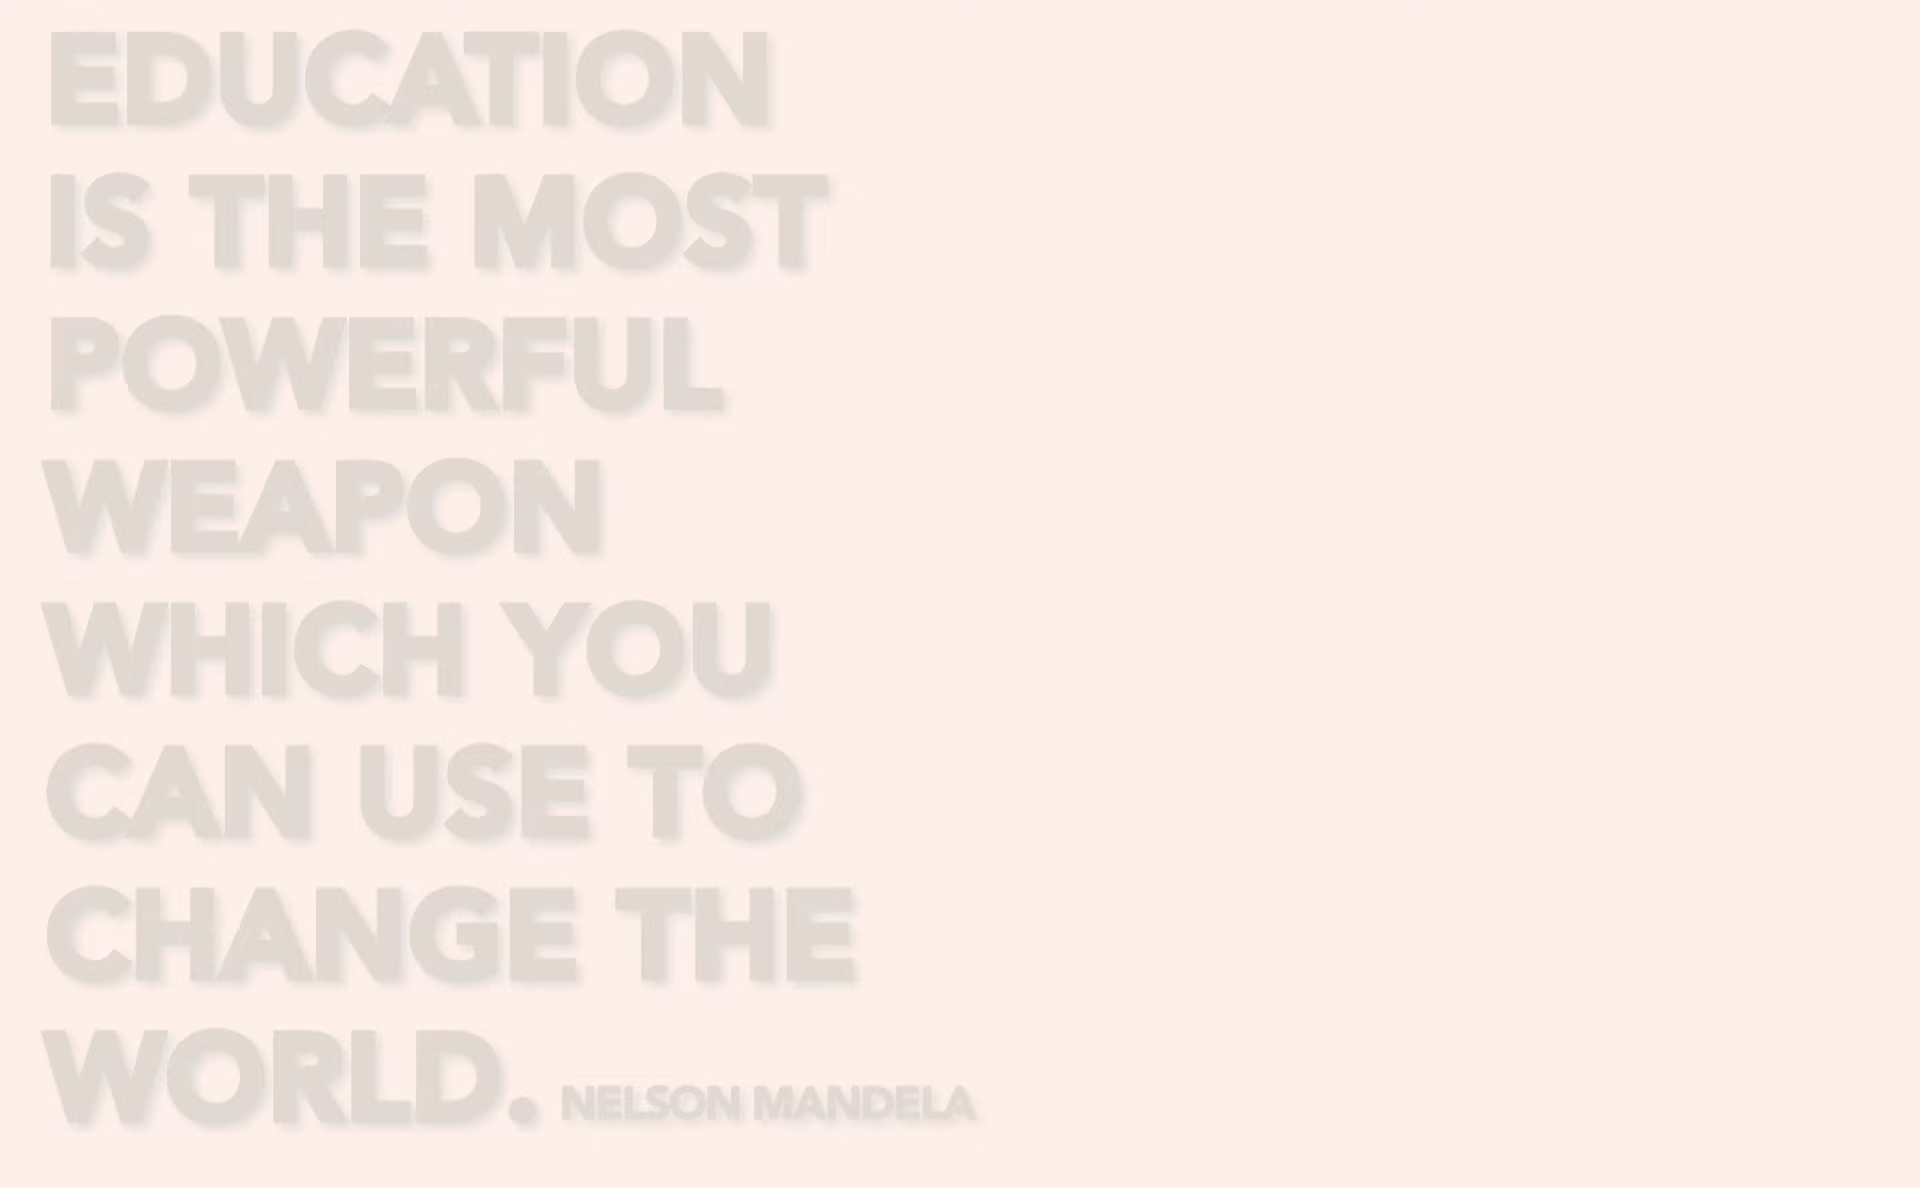 EDUCATION
IS THE MOST
POWERFUL
WEAPON
WHICH YOU
CAN USE TO
CHANGE THE
WORLD. NELSON MANDELA